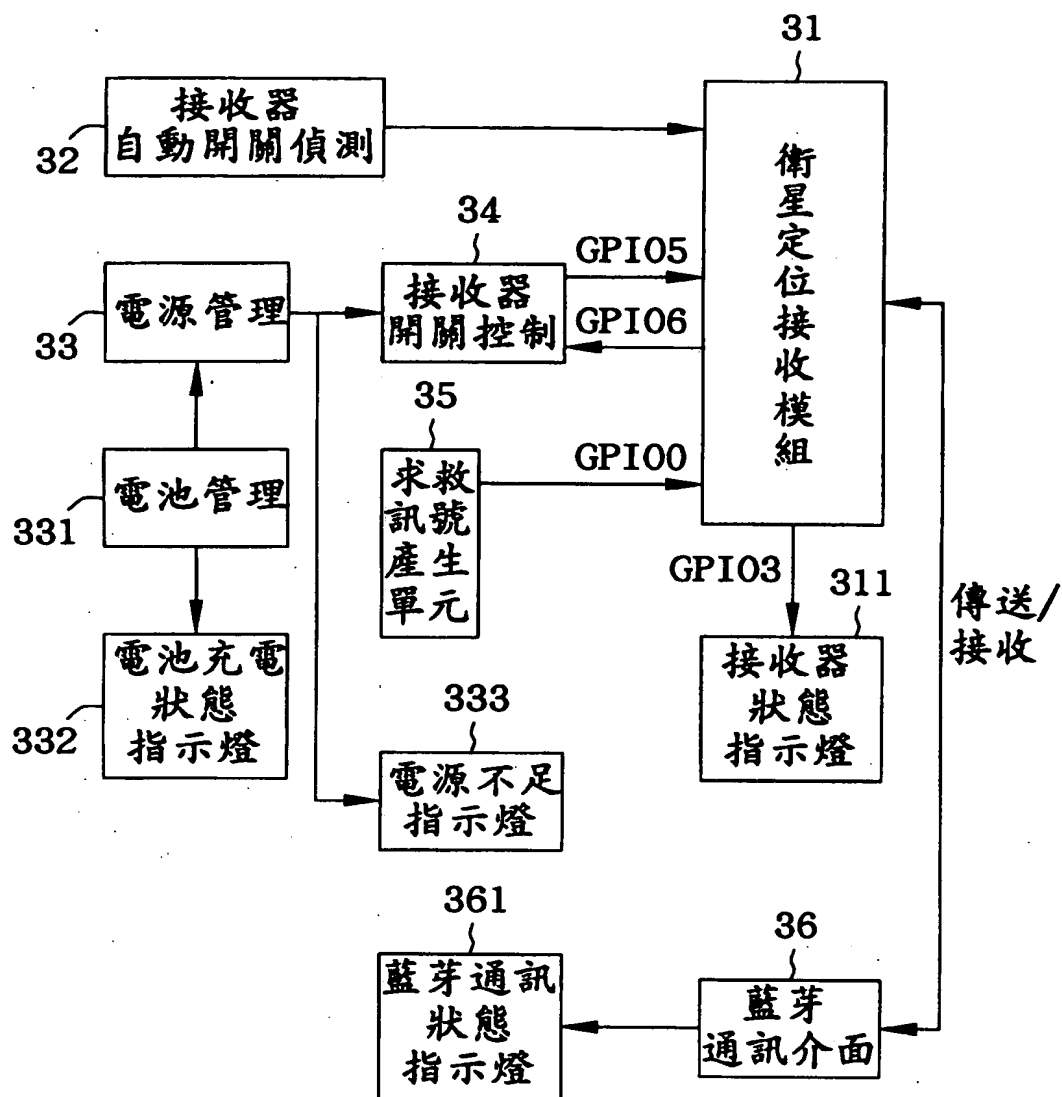 31
接收器
自動開關偵測
32
衛星定位接收模組
34
GPIO5
接收器
開關控制
GPIO6
電源管理
33
35
GPIO0
求救
訊號
產生
單元
電池管理
331
GPIO3
311
傳送/
接收
電池充電
狀態
指示燈
332
接收器
狀態
指示燈
333
電源不足
指示燈
361
藍芽通訊
狀態
指示燈
36
藍芽
通訊介面